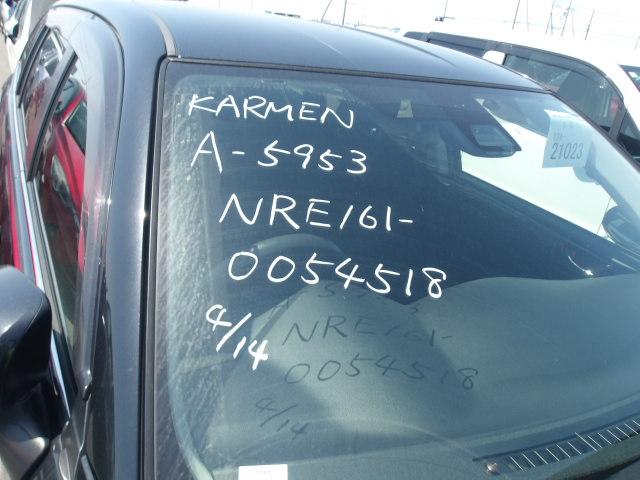 KARMEN
A-5953
NRE161-
0054518
4/14
21023